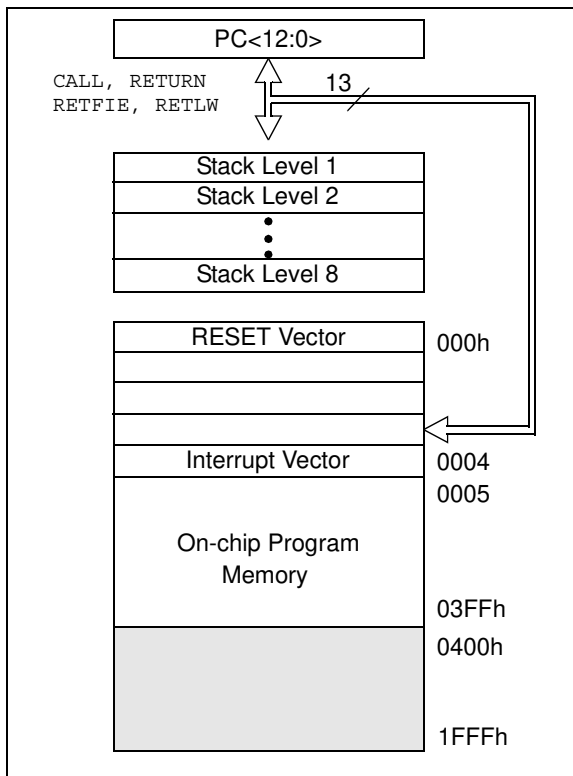 PC<12:0>
CALL, RETURN
RETFIE, RETLW
13
Stack Level 1
Stack Level 2
Stack Level 8
RESET Vector
000h
Interrupt Vector
0004
0005
On-chip Program
Memory
03FFh
0400h
1FFFh